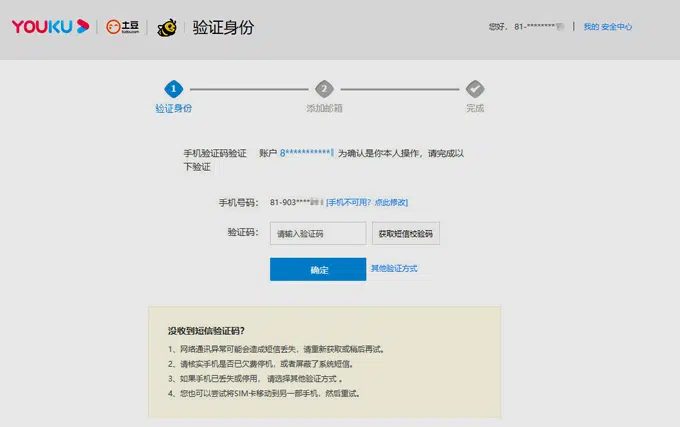 YOUKU 土豆 tudou.com 验证身份 您好, 81-******** | 我的 安全中心
1 2
验证身份 添加邮箱 完成
手机验证码验证 账户 8*********** 为确认是你本人操作，请完成以
下验证
手机号码： 81-903**** [手机不可用？点此修改]
验证码： 请输入验证码 获取短信校验码
确定 其他验证方式
没收到短信验证码？
1、网络通讯异常可能会造成短信丢失，请重新获取或稍后再试。
2、请核实手机是否已欠费停机，或者屏蔽了系统短信。
3、如果手机已丢失或停用， 请选择其他验证方式 。
4、您也可以尝试将SIM卡移动到另一部手机，然后重试。